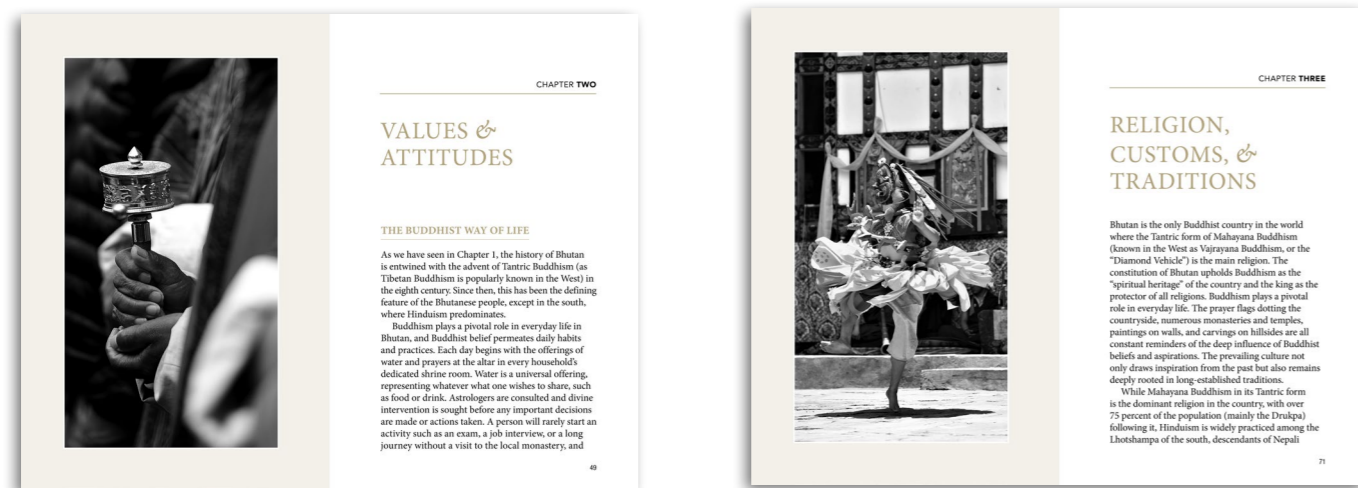 CHAPTER TWO
VALUES &
ATTITUDES
THE BUDDHIST WAY OF LIFE
As we have seen in Chapter 1, the history of Bhutan
is entwined with the advent of Tantric Buddhism (as
Tibetan Buddhism is popularly known in the West) in
the eighth century. Since then, this has been the defining
feature of the Bhutanese people, except in the south,
where Hinduism predominates.
Buddhism plays a pivotal role in everyday life in
Bhutan, and Buddhist belief permeates daily habits
and practices. Each day begins with the offerings of
water and prayers at the altar in every household's
dedicated shrine room. Water is a universal offering,
representing whatever what one wishes to share, such
as food or drink. Astrologers are consulted and divine
intervention is sought before any important decisions
are made or actions taken. A person will rarely start an
activity such as an exam, a job interview, or a long
journey without a visit to the local monastery, and
49
CHAPTER THREE
RELIGION,
CUSTOMS, &
TRADITIONS
Bhutan is the only Buddhist country in the world
where the Tantric form of Mahayana Buddhism
(known in the West as Vajrayana Buddhism, or the
“Diamond Vehicle”) is the main religion. The
constitution of Bhutan upholds Buddhism as the
“spiritual heritage” of the country and the king as the
protector of all religions. Buddhism plays a pivotal
role in everyday life. The prayer flags dotting the
countryside, numerous monasteries and temples,
paintings on walls, and carvings on hillsides are all
constant reminders of the deep influence of Buddhist
beliefs and aspirations. The prevailing culture not
only draws inspiration from the past but also remains
deeply rooted in long-established traditions.
While Mahayana Buddhism in its Tantric form
is the dominant religion in the country, with over
75 percent of the population (mainly the Drukpa)
following it, Hinduism is widely practiced among the
Lhotshampa of the south, descendants of Nepali
71